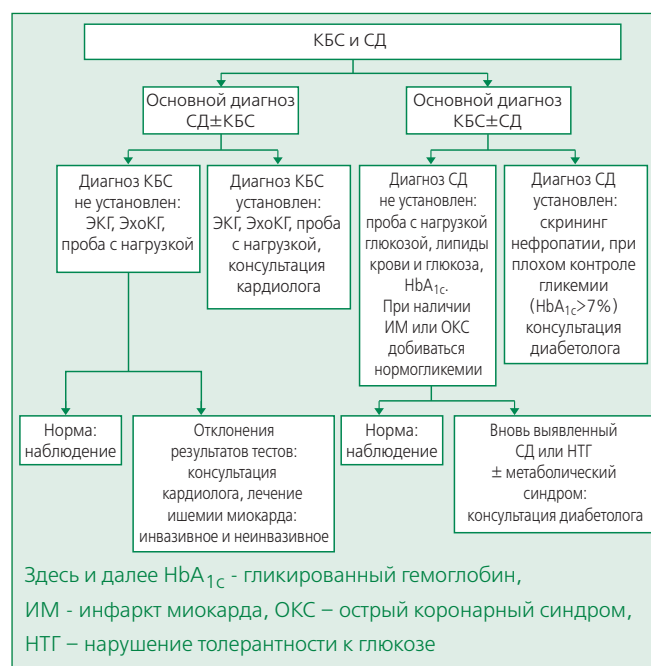 КБС и СД
Основной диагноз
СД±КБС
Основной диагноз
КБС±СД
Диагноз КБС
не установлен:
ЭКГ, ЭхоКГ,
проба с нагрузкой
Диагноз КБС
установлен:
ЭКГ, ЭхоКГ, проба
с нагрузкой,
консультация
кардиолога
Диагноз СД
не установлен:
проба с нагрузкой
глюкозой, липиды
крови и глюкоза,
HbA1c.
При наличии
ИМ или ОКС
добиваться
нормогликемии
Диагноз СД
установлен:
скрининг
нефропатии, при
плохом контроле
гликемии
(HbA1c>7%)
консультация
диабетолога
Норма:
наблюдение
Отклонения
результатов тестов:
консультация
кардиолога, лечение
ишемии миокарда:
инвазивное и неинвазивное
Норма:
наблюдение
Вновь выявленный
СД или НТГ
± метаболический
синдром:
консультация диабетолога
Здесь и далее HbA1c - гликированный гемоглобин,
ИМ - инфаркт миокарда, ОКС – острый коронарный синдром,
НТГ – нарушение толерантности к глюкозе